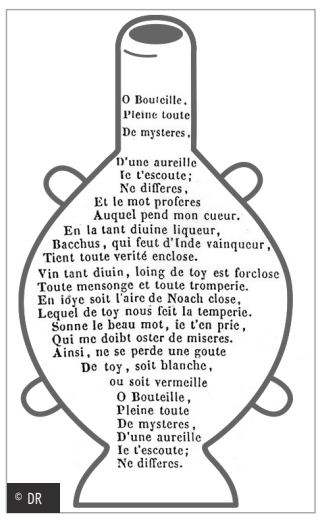 O Bouteille,
Pleine toute
De mysteres,
D'une aureille
Ie t'escoute;
Ne differes,
Et le mot proferes
Auquel pend mon cueur.
En la tant diuine liqueur,
Bacchus, qui feut d'Inde vainqueur,
Tient toute verité enclose.
Vin tant diuin, loing de toy est forclose
Toute mensonge et toute tromperie.
En ioye soit l'aire de Noach close,
Lequel de toy nous feit la temperie.
Sonne le beau mot, ie t'en prie,
Qui me doibt oster de miseres.
Ainsi, ne se perde une goute
De toy, soit blanche,
ou soit vermeille
O Bouteille,
Pleine toute
De mysteres,
D'une aureille
Ie t'escoute;
Ne differes.
© DR